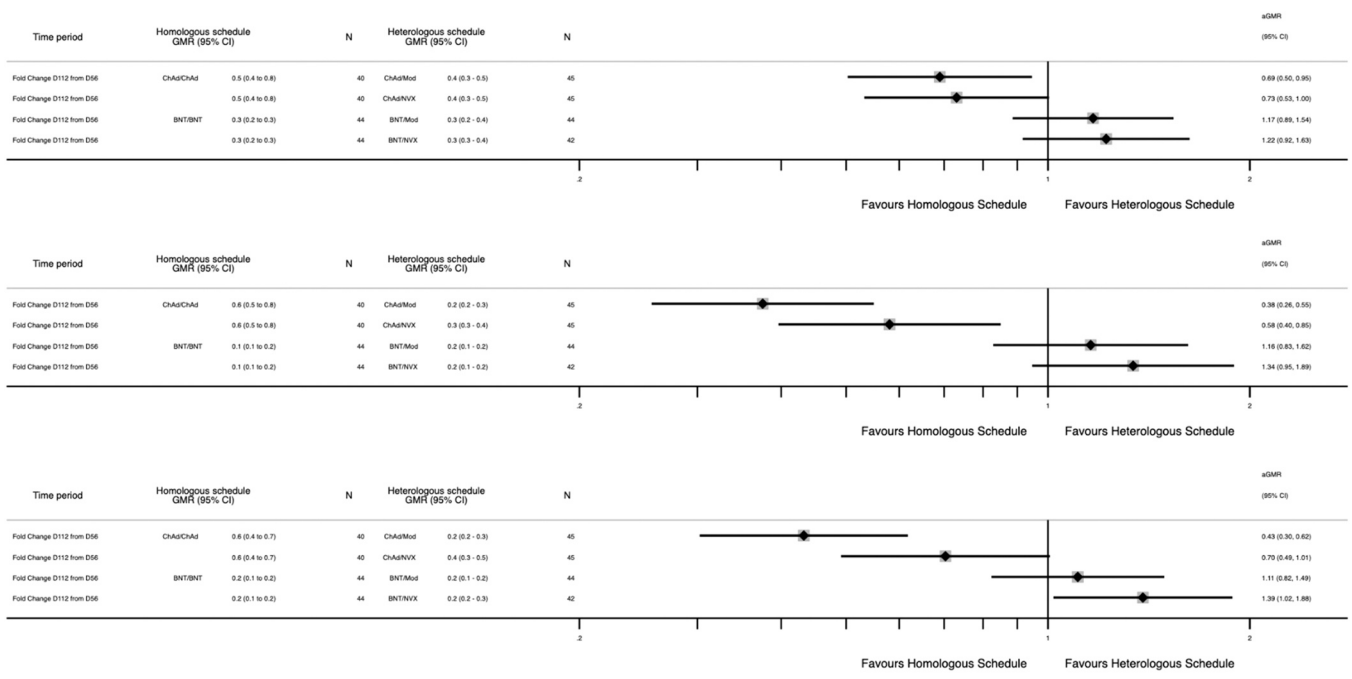 aGMR
Time period Homologous schedule GMR (95% CI) N Heterologous schedule GMR (95% CI) N (95% CI)
Fold Change D112 from D56 ChAd/ChAd 0.5 (0.4 to 0.8) 40 ChAd/Mod 0.4 (0.3 - 0.5) 45 0.69 (0.50, 0.95)
Fold Change D112 from D56 0.5 (0.4 to 0.8) 40 ChAd/NVX 0.4 (0.3 - 0.5) 45 0.73 (0.53, 1.00)
Fold Change D112 from D56 BNT/BNT 0.3 (0.2 to 0.3) 44 BNT/Mod 0.3 (0.2 - 0.4) 44 1.17 (0.89, 1.54)
Fold Change D112 from D56 0.3 (0.2 to 0.3) 44 BNT/NVX 0.3 (0.3 - 0.4) 42 1.22 (0.92, 1.63)
.2 1 2
Favours Homologous Schedule Favours Heterologous Schedule
aGMR
Time period Homologous schedule GMR (95% CI) N Heterologous schedule GMR (95% CI) N (95% CI)
Fold Change D112 from D56 ChAd/ChAd 0.6 (0.5 to 0.8) 40 ChAd/Mod 0.2 (0.2 - 0.3) 45 0.38 (0.26, 0.55)
Fold Change D112 from D56 0.6 (0.5 to 0.8) 40 ChAd/NVX 0.3 (0.3 - 0.4) 45 0.58 (0.40, 0.85)
Fold Change D112 from D56 BNT/BNT 0.1 (0.1 to 0.2) 44 BNT/Mod 0.2 (0.1 - 0.2) 44 1.16 (0.83, 1.62)
Fold Change D112 from D56 0.1 (0.1 to 0.2) 44 BNT/NVX 0.2 (0.1 - 0.2) 42 1.34 (0.95, 1.89)
.2 1 2
Favours Homologous Schedule Favours Heterologous Schedule
aGMR
Time period Homologous schedule GMR (95% CI) N Heterologous schedule GMR (95% CI) N (95% CI)
Fold Change D112 from D56 ChAd/ChAd 0.6 (0.4 to 0.7) 40 ChAd/Mod 0.2 (0.2 - 0.3) 45 0.43 (0.30, 0.62)
Fold Change D112 from D56 0.6 (0.4 to 0.7) 40 ChAd/NVX 0.4 (0.3 - 0.5) 45 0.70 (0.49, 1.01)
Fold Change D112 from D56 BNT/BNT 0.2 (0.1 to 0.2) 44 BNT/Mod 0.2 (0.1 - 0.2) 44 1.11 (0.82, 1.49)
Fold Change D112 from D56 0.2 (0.1 to 0.2) 44 BNT/NVX 0.2 (0.2 - 0.3) 42 1.39 (1.02, 1.88)
.2 1 2
Favours Homologous Schedule Favours Heterologous Schedule